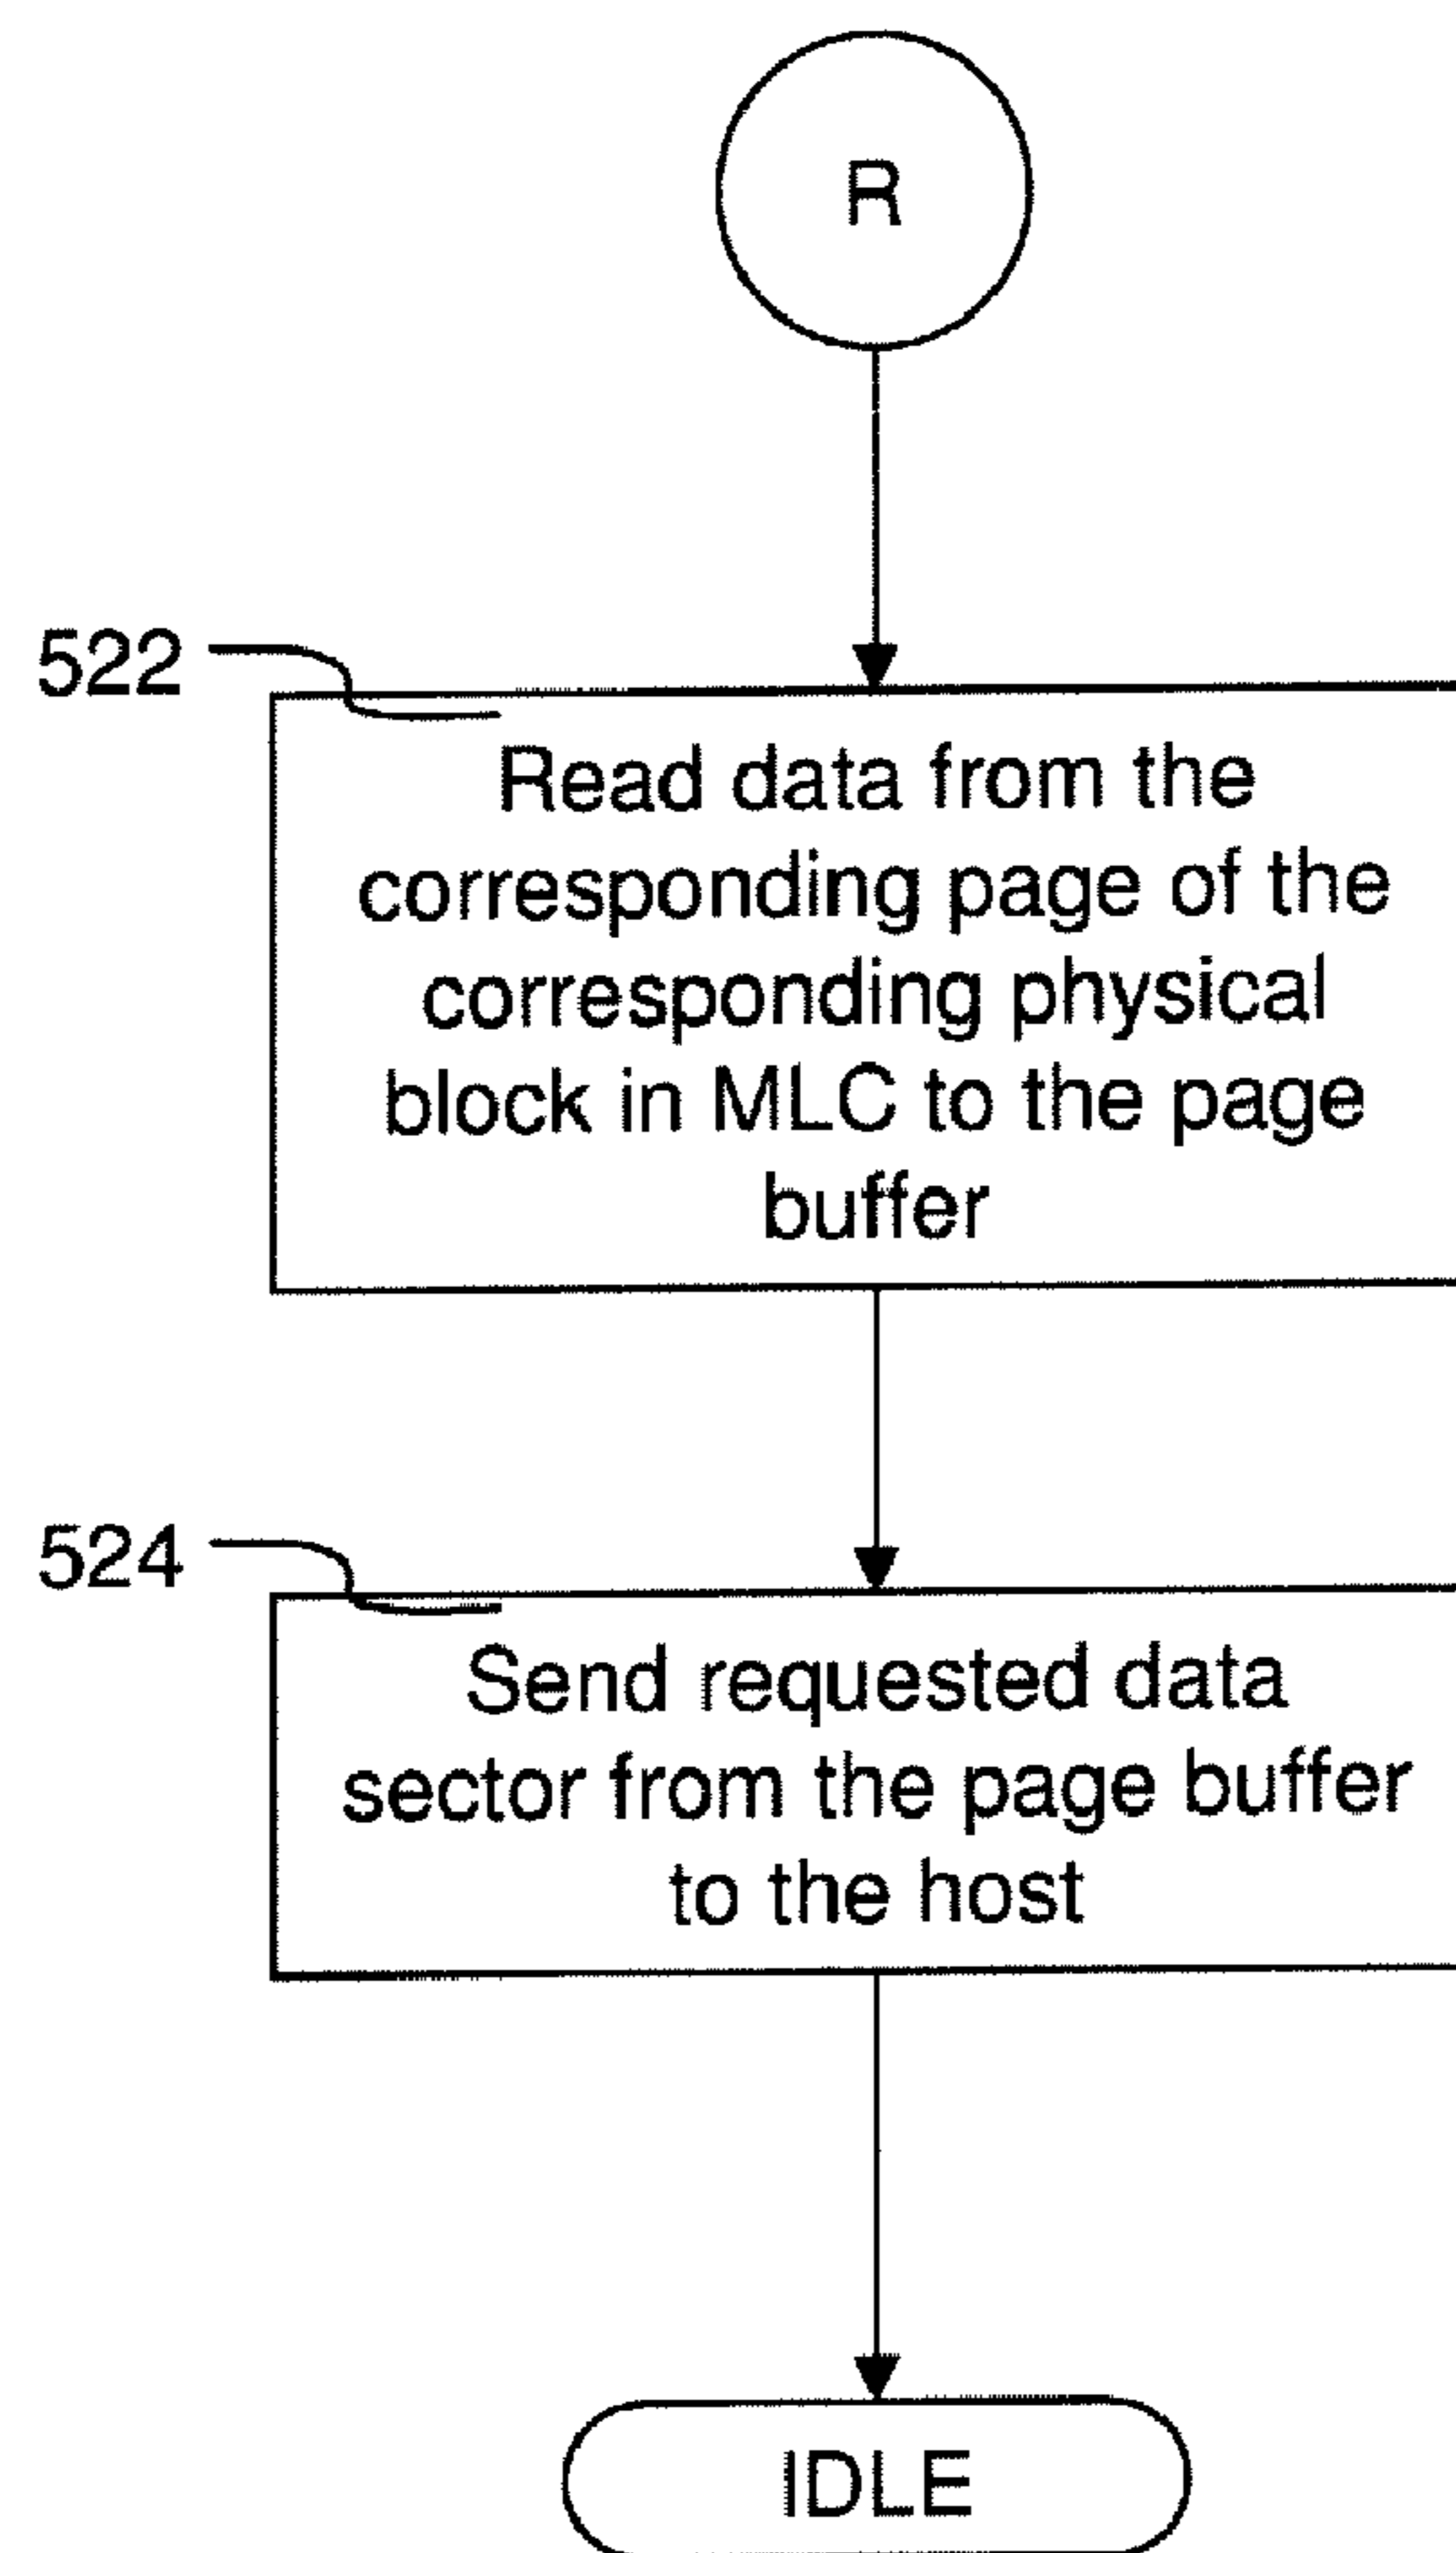 R
522
Read data from the
corresponding page of the
corresponding physical
block in MLC to the page
buffer
524
Send requested data
sector from the page buffer
to the host
IDLE